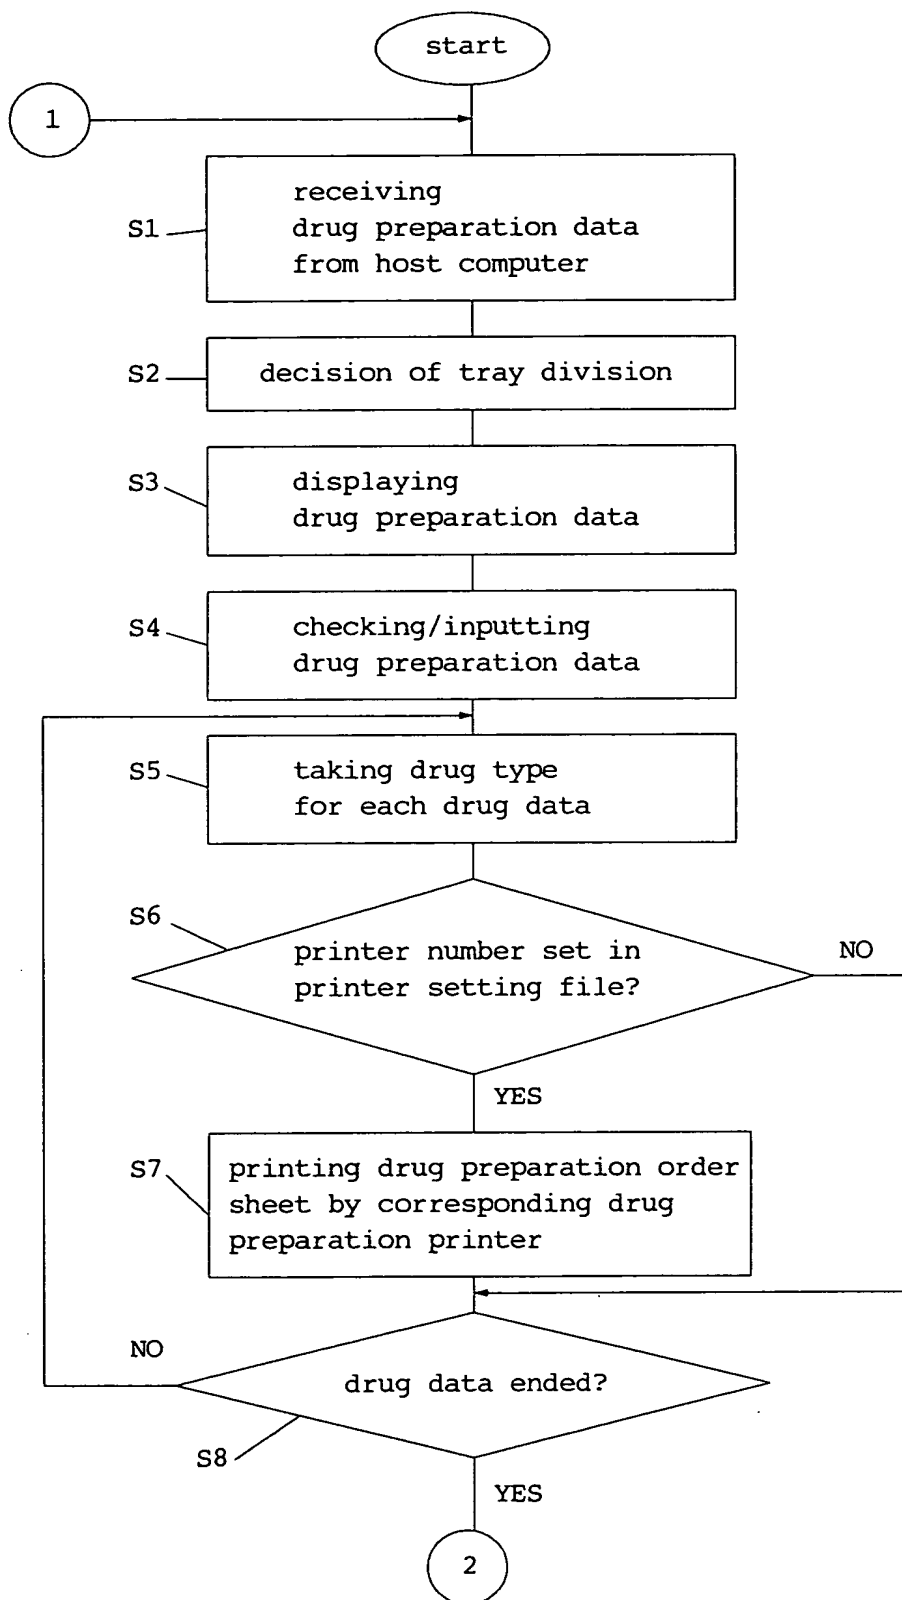 start
1
receiving
S1
drug preparation data
from host computer
S2
decision of tray division
S3
displaying
drug preparation data
S4
checking/inputting
drug preparation data
S5
taking drug type
for each drug data
S6
printer number set in
NO
printer setting file?
YES
S7
printing drug preparation order
sheet by corresponding drug
preparation printer
NO
drug data ended?
S8
YES
2